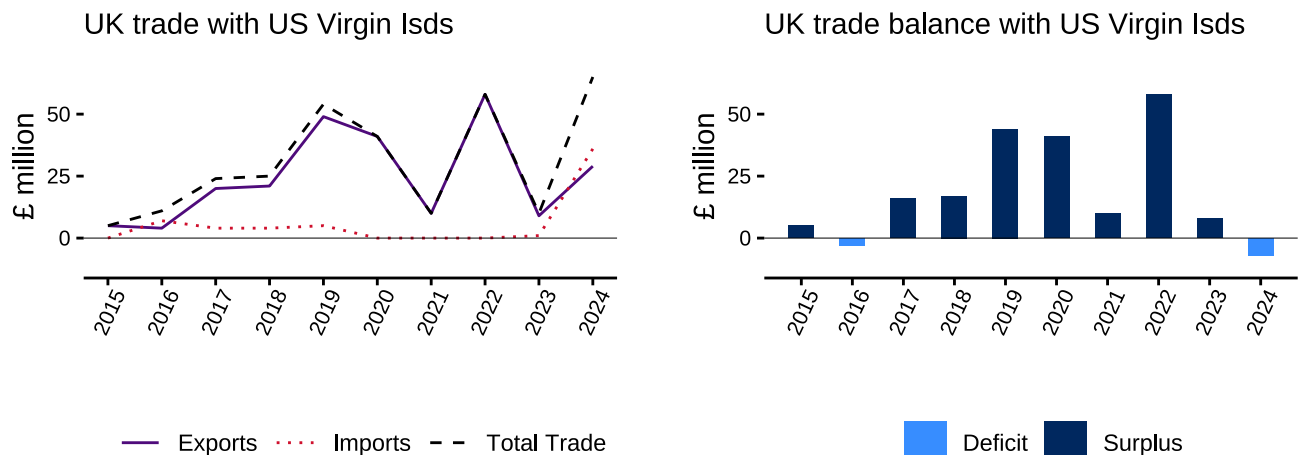 UK trade with US Virgin Isds
£ million
50
25
0
2015
2016
2017
2018
2019
2020
2021
2022
2023
2024
Exports
Imports
Total Trade
UK trade balance with US Virgin Isds
£ million
50
25
0
2015
2016
2017
2018
2019
2020
2021
2022
2023
2024
Deficit
Surplus